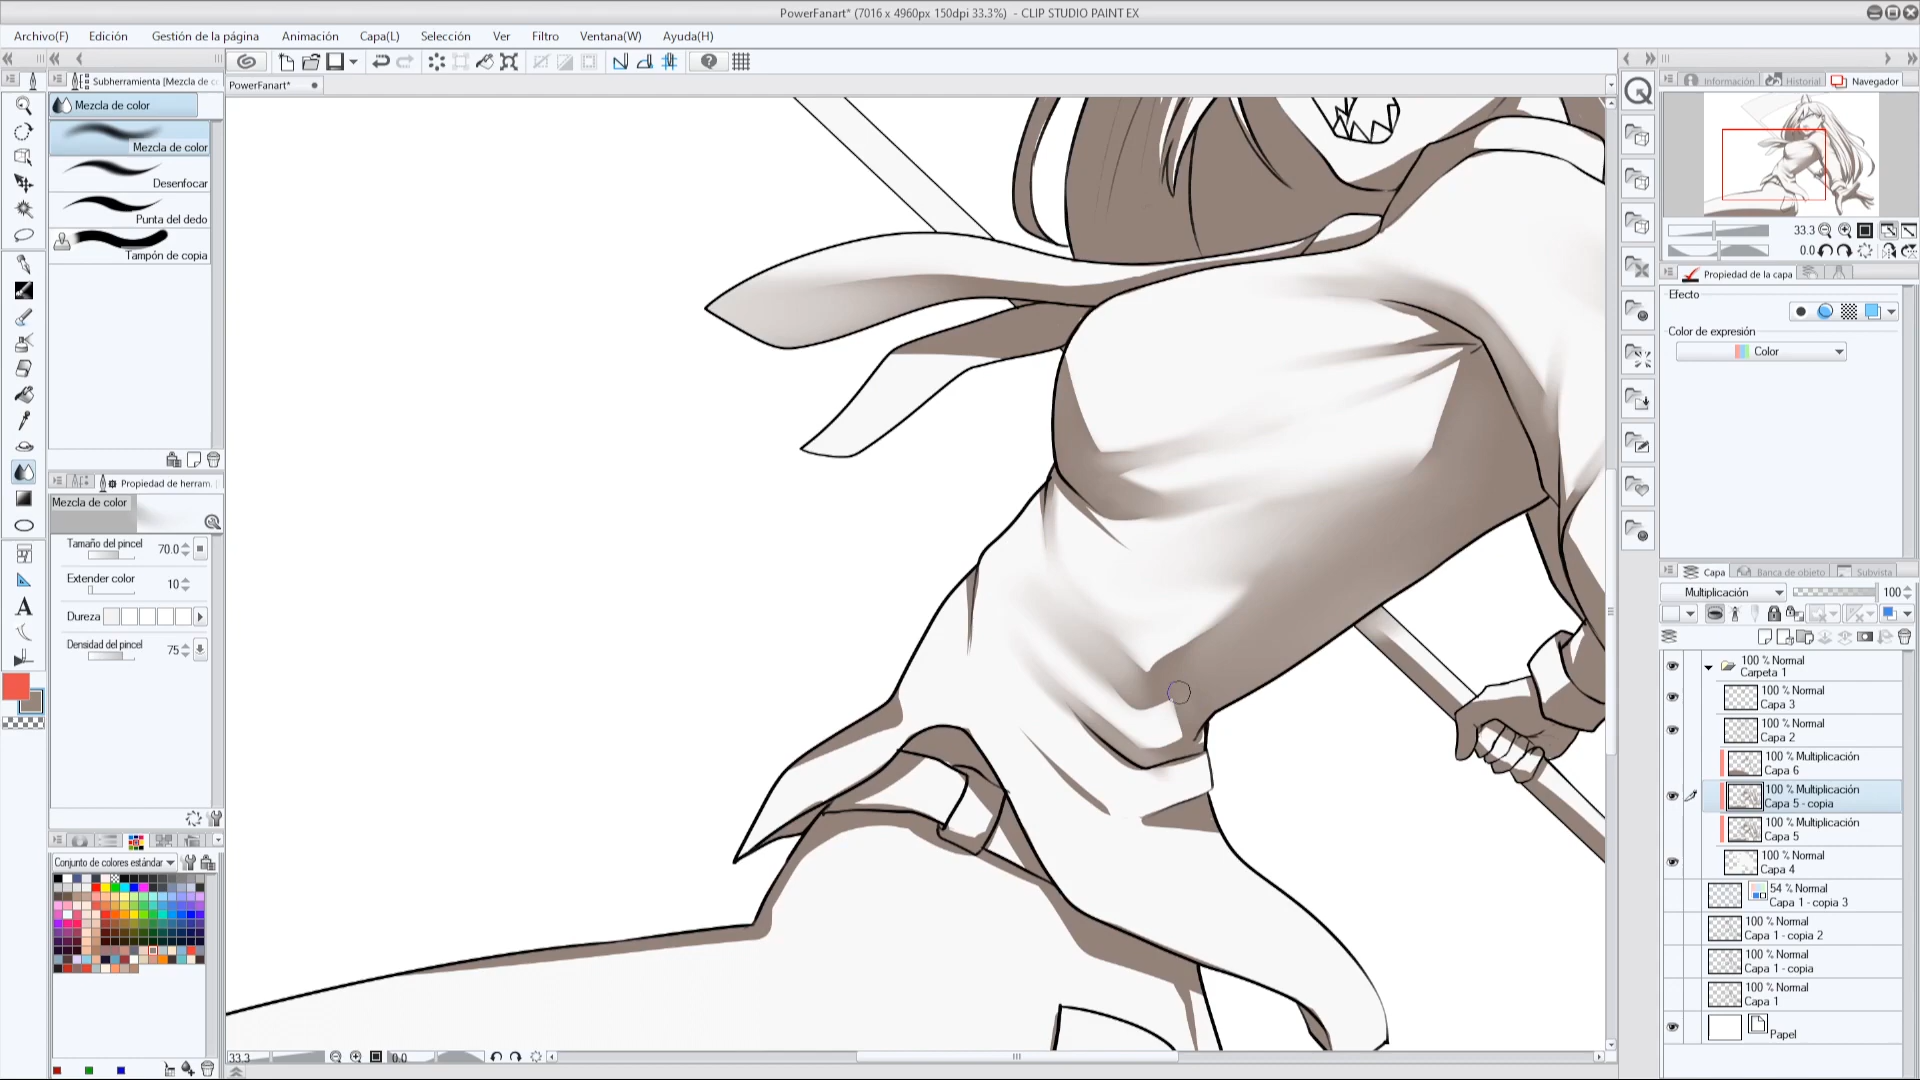 PowerFanart* (7016 x 4960px 150dpi 33.3%)  - CLIP STUDIO PAINT EX
Archivo(F) Edición Gestión de la página Animación Capa(L) Selección Ver Filtro Ventana(W) Ayuda(H)
Subherramienta [Mezcla de c
PowerFanart*
Información Historial Navegador
Mezcla de color
Mezcla de color
Desenfocar
Punta del dedo
Tampón de copia
33.3
0.0
Propiedad de la capa
Efecto
Color de expresión
Color
Propiedad de herram.
Mezcla de color
Tamaño del pincel 70.0
Extender color 10
Dureza
Densidad del pincel 75
Capa Banca de objeto Subvista
Multiplicación 100
100 % Normal
Carpeta 1
100 % Normal
Capa 3
100 % Normal
Capa 2
100 % Multiplicación
Capa 6
100 % Multiplicación
Capa 5 - copia
100 % Multiplicación
Capa 5
100 % Normal
Capa 4
54 % Normal
Capa 1 - copia 3
100 % Normal
Capa 1 - copia 2
100 % Normal
Capa 1 - copia
100 % Normal
Capa 1
Papel
Conjunto de colores estándar
33.3 0.0